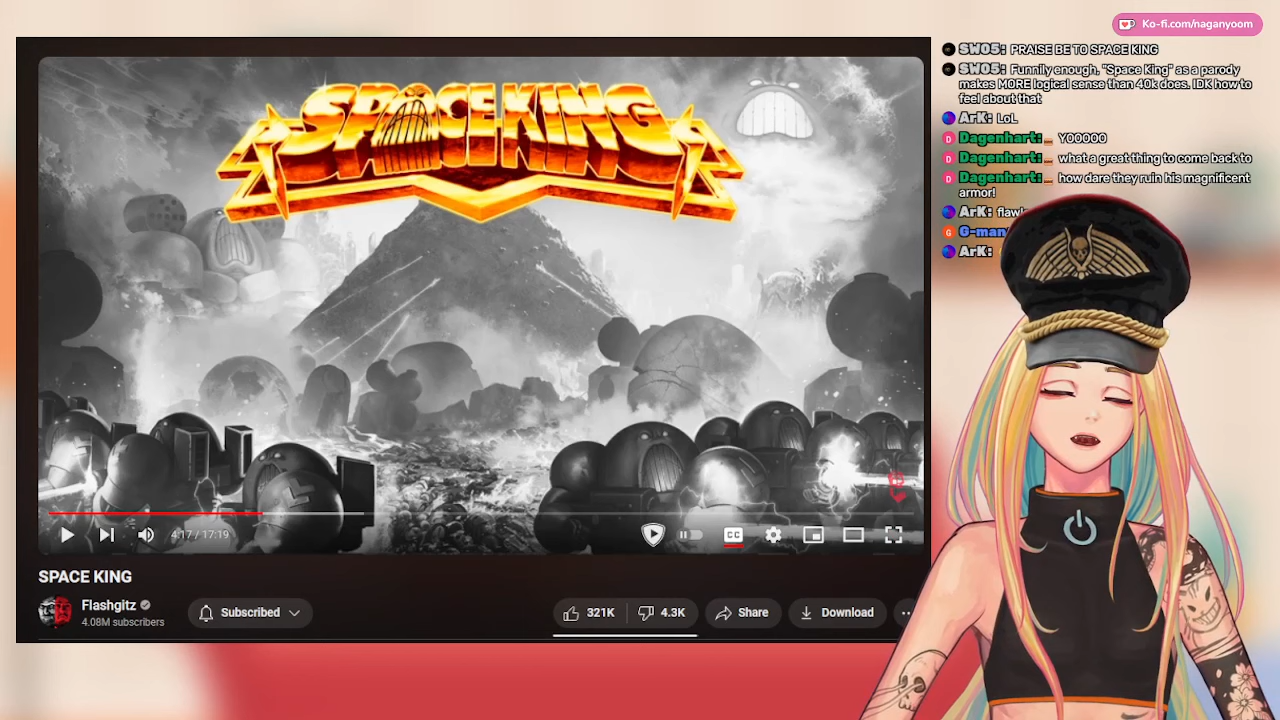 Ko-fi.com/naganyoom
SPACE KING
4:17 / 17:19
CC
SPACE KING
Flashgitz
4.08M subscribers
Subscribed
321K
4.3K
Share
Download
SW05: PRAISE BE TO SPACE KING
SW05: Funnily enough, "Space King" as a parody
makes MORE logical sense than 40k does. IDK how to
feel about that
ArK: LoL
D Dagenhart: YOOOOO
D Dagenhart: what a great thing to come back to
D Dagenhart: how dare they ruin his magnificent
armor!
ArK:
G G-man
ArK: